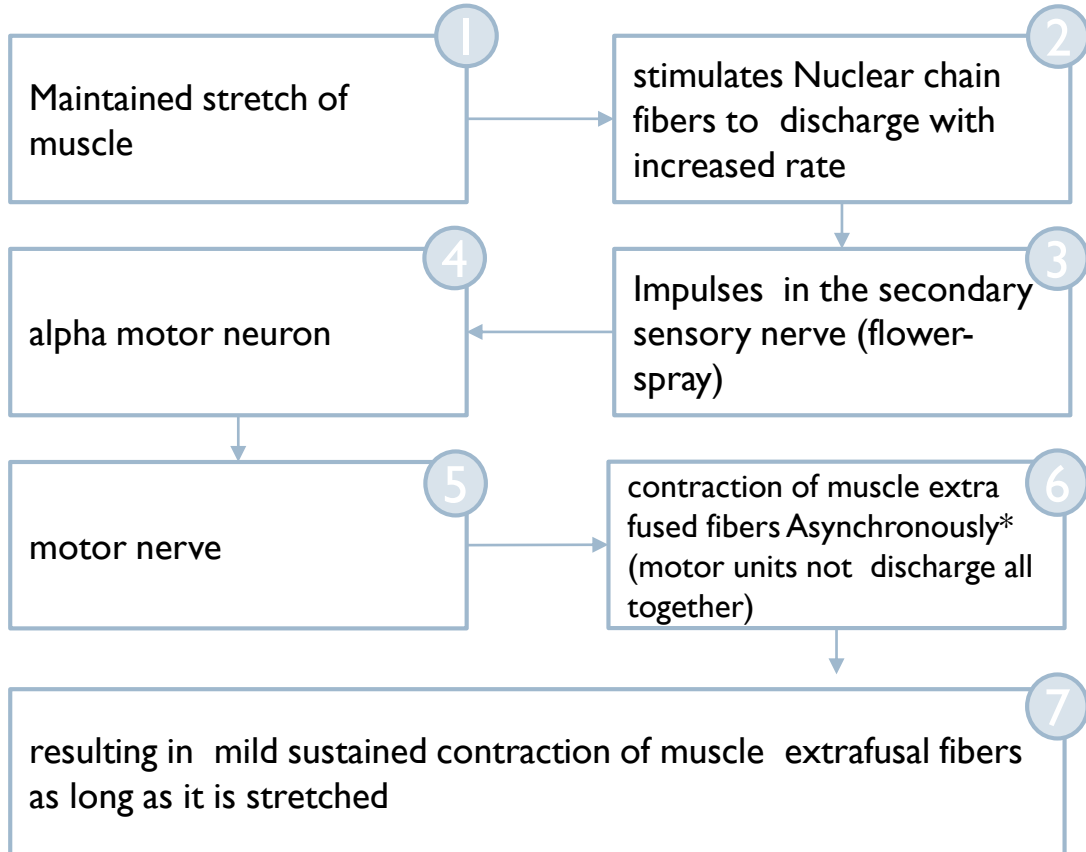 1
Maintained stretch of
muscle
2
stimulates Nuclear chain
fibers to discharge with
increased rate
3
Impulses in the secondary
sensory nerve (flower-
spray)
4
alpha motor neuron
5
motor nerve
6
contraction of muscle extra
fused fibers Asynchronously*
(motor units not discharge all
together)
7
resulting in mild sustained contraction of muscle extrafusal fibers
as long as it is stretched